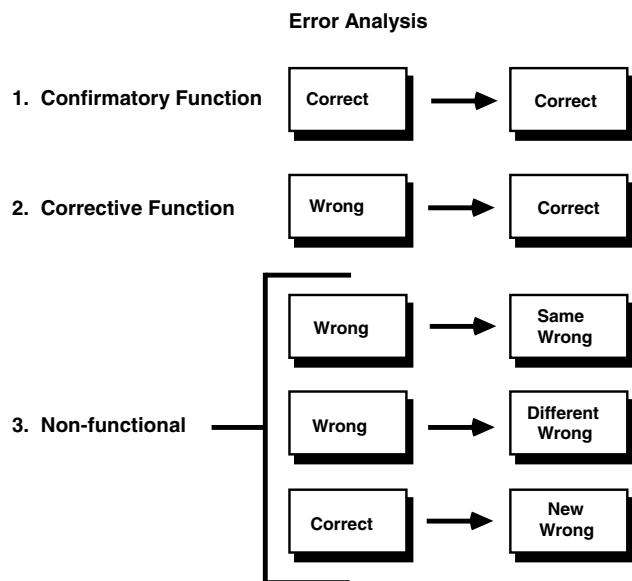 Error Analysis
1. Confirmatory Function
Correct
Correct
2. Corrective Function
Wrong
Correct
3. Non-functional
Wrong
Same
Wrong
Wrong
Different
Wrong
Correct
New
Wrong